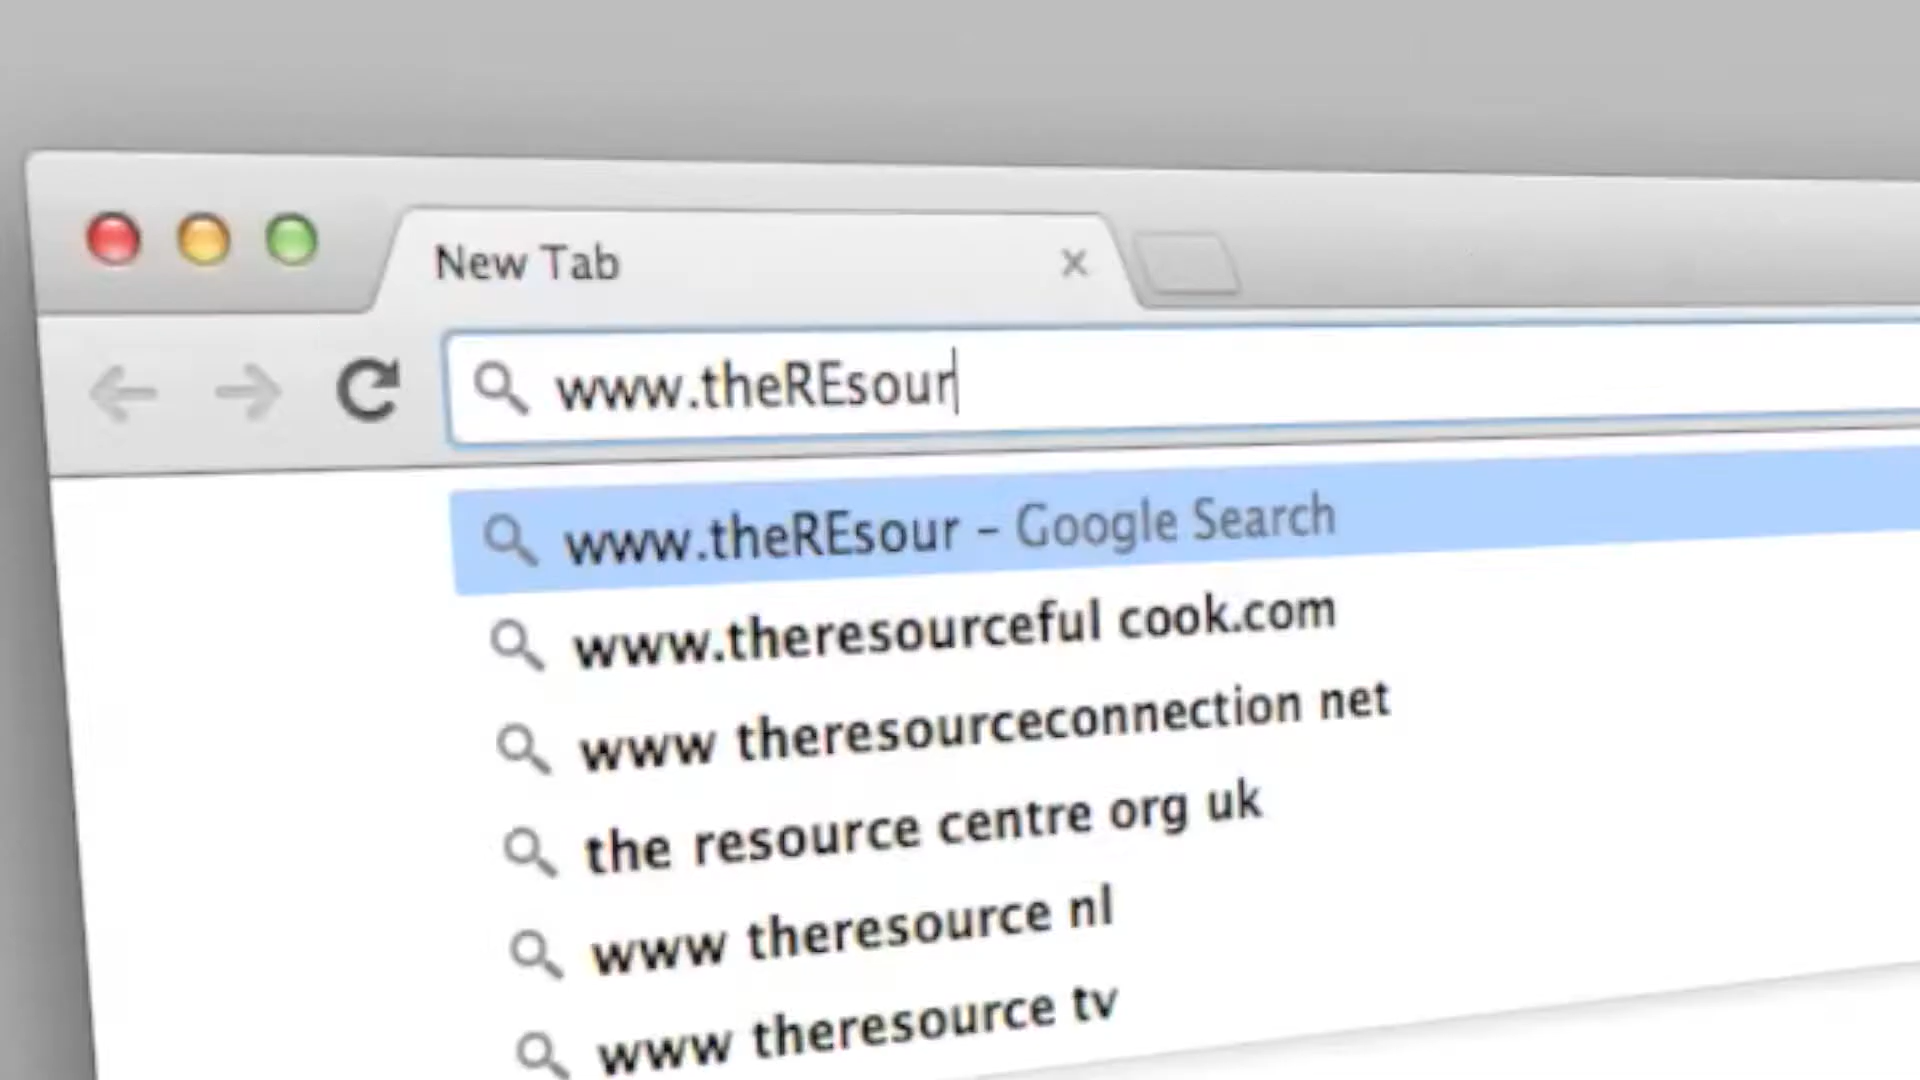 New Tab
www.theREsour
www.theREsour – Google Search
www.theresourceful cook.com
www theresourceconnection net
the resource centre org uk
www theresource nl
www theresource tv